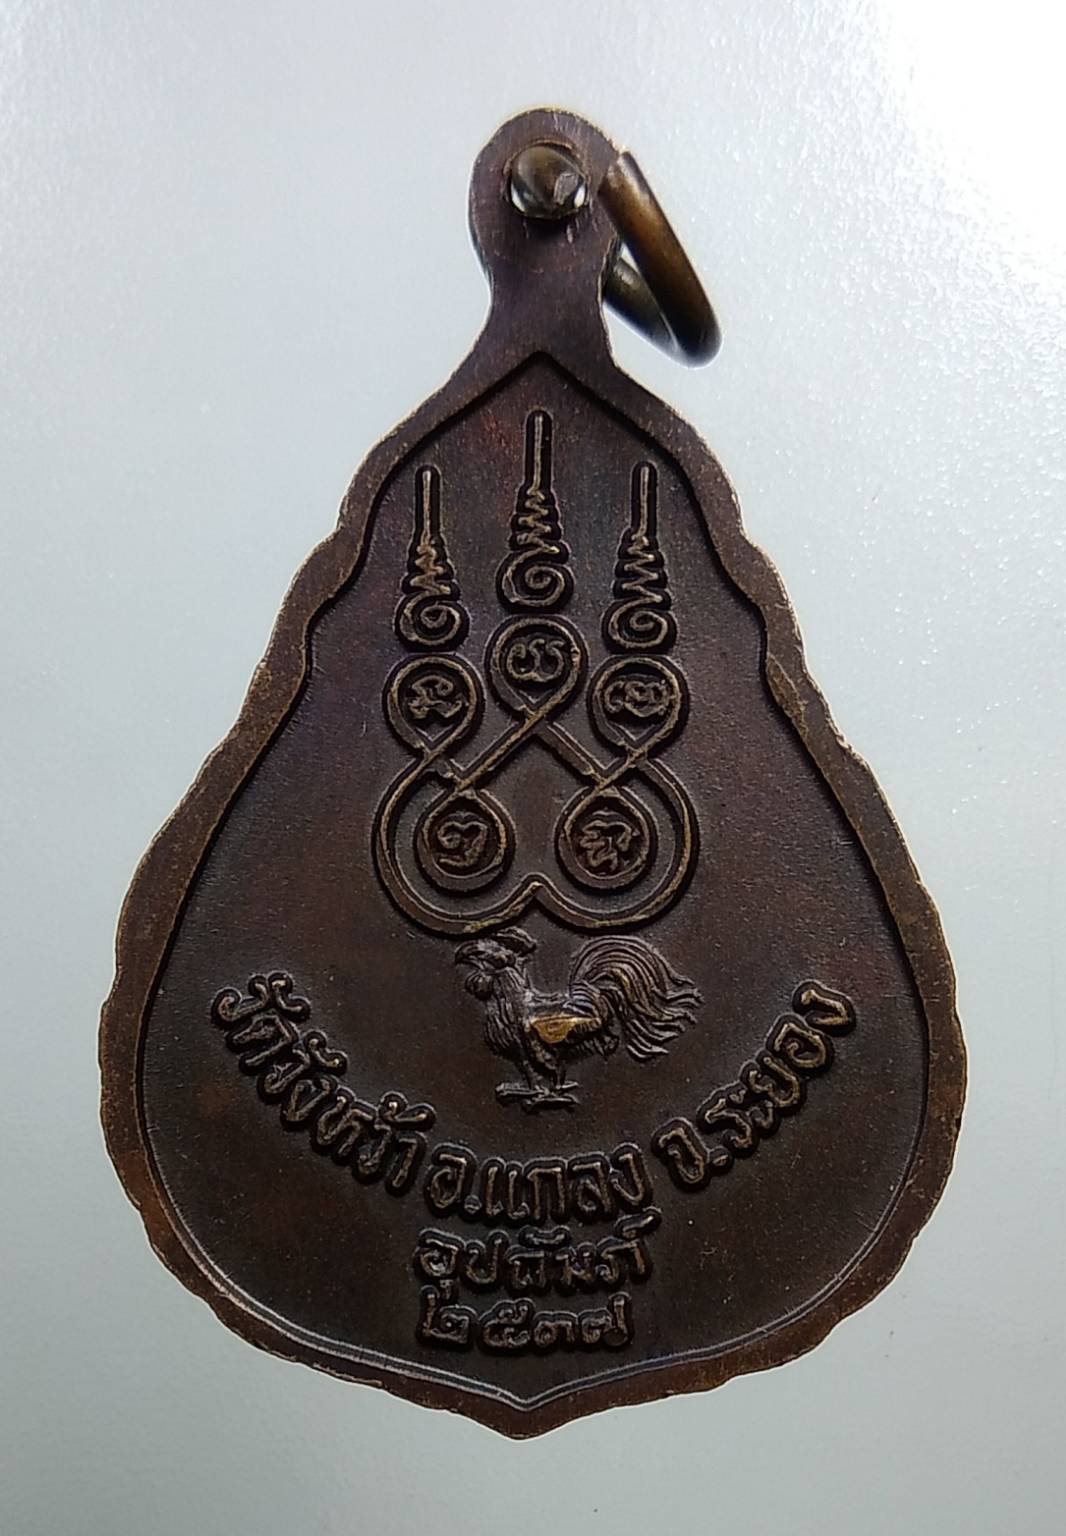 วัดวังหว้า อ.แกลง จ.ระยอง
อุปถัมภ์
๒๕๓๗